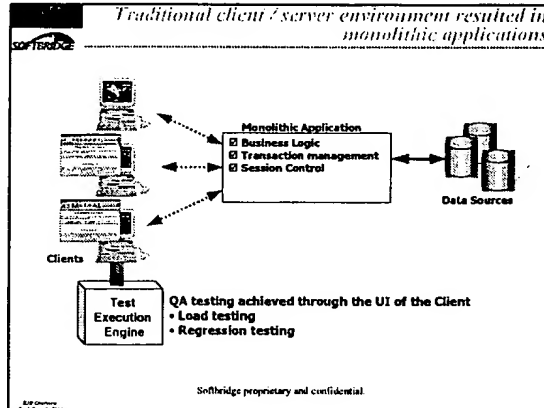 Traditional client / server environment resulted in
monolithic applications
SOFTBRIDGE
Monolithic Application
☑ Business Logic
☑ Transaction management
☑ Session Control
Data Sources
Clients
Test
Execution
Engine
QA testing achieved through the UI of the Client
• Load testing
• Regression testing
Softbridge proprietary and confidential.